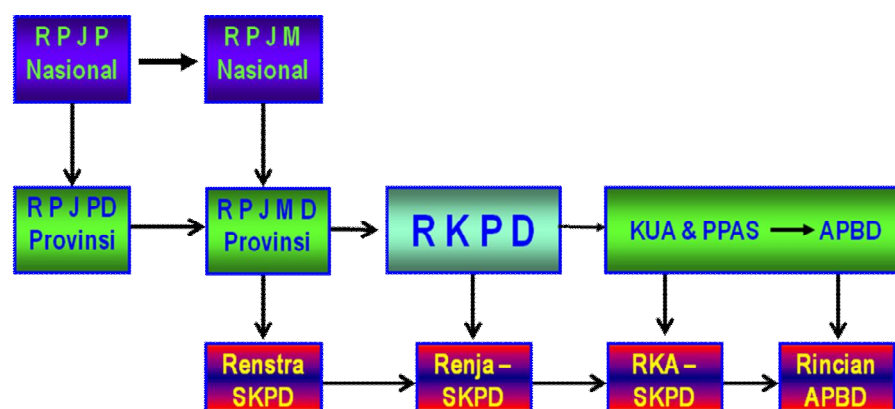 R P J P
Nasional
R P J M
Nasional
R P J PD
Provinsi
R P J M D
Provinsi
R K P D
KUA & PPAS
APBD
Renstra
SKPD
Renja –
SKPD
RKA –
SKPD
Rincian
APBD